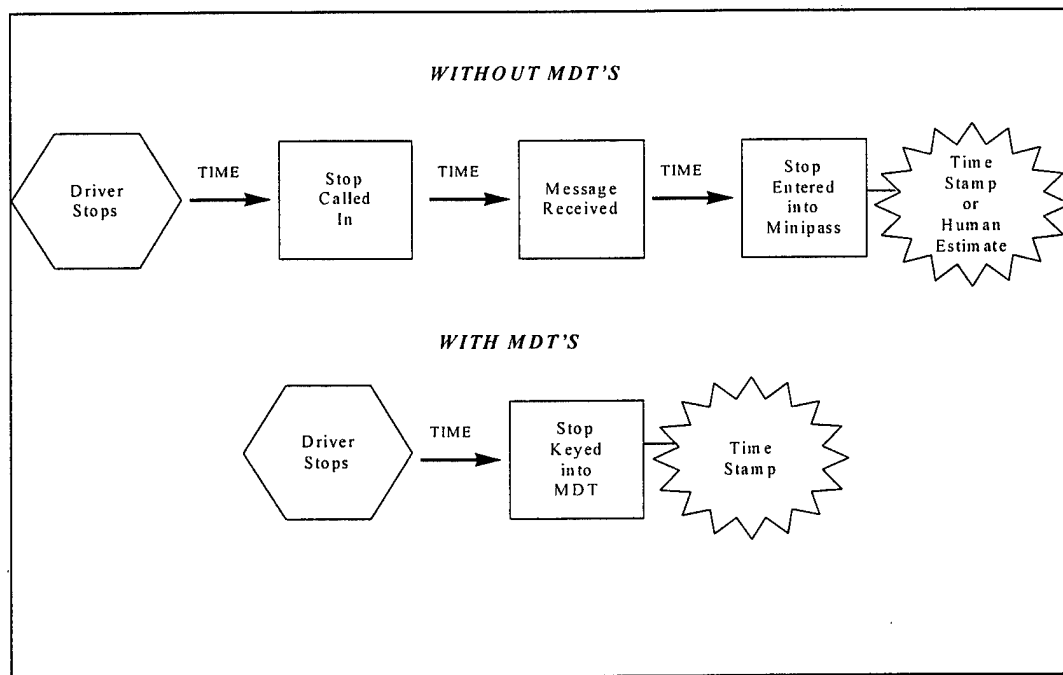 WITHOUT MDT'S
Driver
Stops
TIME
Stop
Called
In
TIME
Message
Received
TIME
Stop
Entered
into
Minipass
Time
Stamp
or
Human
Estimate
WITH MDT'S
Driver
Stops
TIME
Stop
Keyed
into
MDT
Time
Stamp